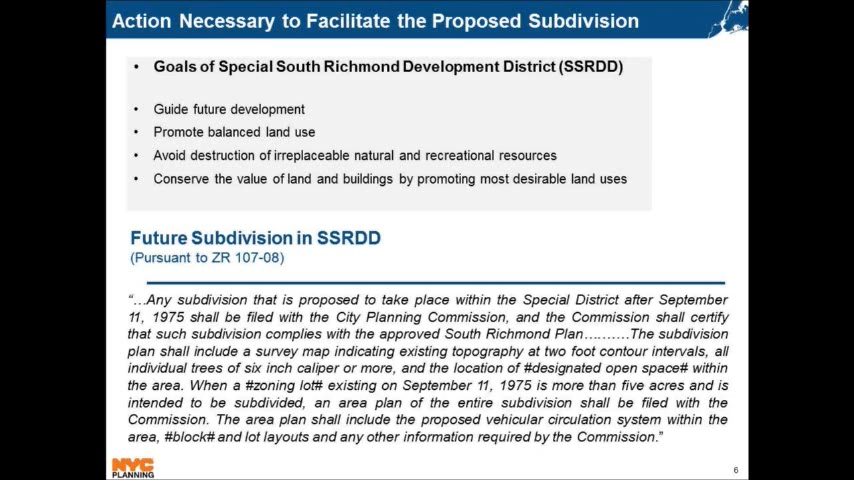 Action Necessary to Facilitate the Proposed Subdivision
• Goals of Special South Richmond Development District (SSRDD)
• Guide future development
• Promote balanced land use
• Avoid destruction of irreplaceable natural and recreational resources
• Conserve the value of land and buildings by promoting most desirable land uses
Future Subdivision in SSRDD
(Pursuant to ZR 107-08)
“…Any subdivision that is proposed to take place within the Special District after September
11, 1975 shall be filed with the City Planning Commission, and the Commission shall certify
that such subdivision complies with the approved South Richmond Plan……….The subdivision
plan shall include a survey map indicating existing topography at two foot contour intervals, all
individual trees of six inch caliper or more, and the location of #designated open space# within
the area. When a #zoning lot# existing on September 11, 1975 is more than five acres and is
intended to be subdivided, an area plan of the entire subdivision shall be filed with the
Commission. The area plan shall include the proposed vehicular circulation system within the
area, #block# and lot layouts and any other information required by the Commission.”
NYC
PLANNING
6